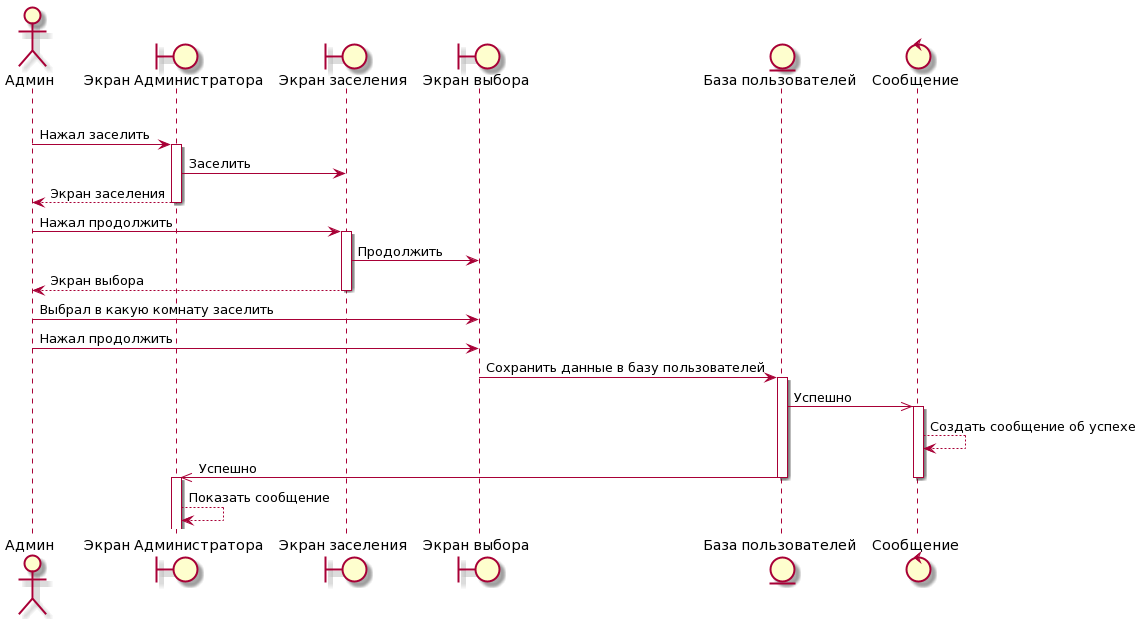 Админ
Экран Администратора
Экран заселения
Экран выбора
База пользователей
Сообщение
Нажал заселить
Заселить
Экран заселения
Нажал продолжить
Продолжить
Экран выбора
Выбрал в какую комнату заселить
Нажал продолжить
Сохранить данные в базу пользователей
Успешно
Создать сообщение об успехе
Успешно
Показать сообщение
Админ
Экран Администратора
Экран заселения
Экран выбора
База пользователей
Сообщение